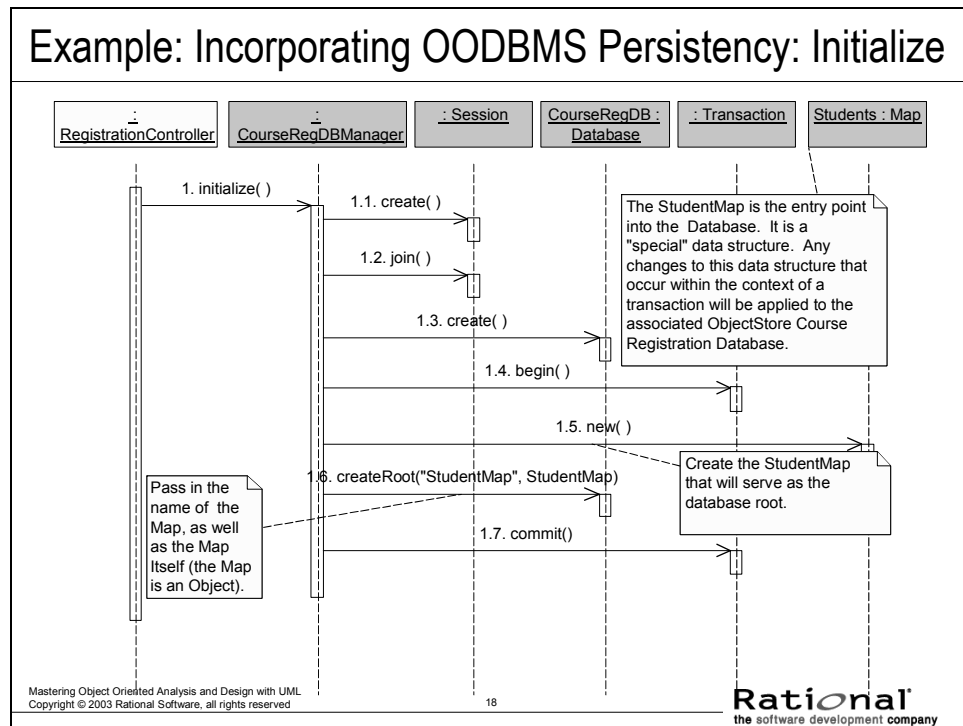 Example: Incorporating OODBMS Persistency: Initialize
:
RegistrationController
:
CourseRegDBManager
: Session
CourseRegDB :
Database
: Transaction
Students : Map
1. initialize( )
1.1. create( )
The StudentMap is the entry point
into the  Database.  It is a
"special" data structure.  Any
changes to this data structure that
occur within the context of a
transaction will be applied to the
associated ObjectStore Course
Registration Database.
1.2. join( )
1.3. create( )
1.4. begin( )
1.5. new( )
Create the StudentMap
that will serve as the
database root.
1.6. createRoot("StudentMap", StudentMap)
Pass in the
name of  the
Map, as well
as the Map
Itself (the Map
is an Object).
1.7. commit()
Mastering Object Oriented Analysis and Design with UML
Copyright © 2003 Rational Software, all rights reserved
18
Rational
the software development company